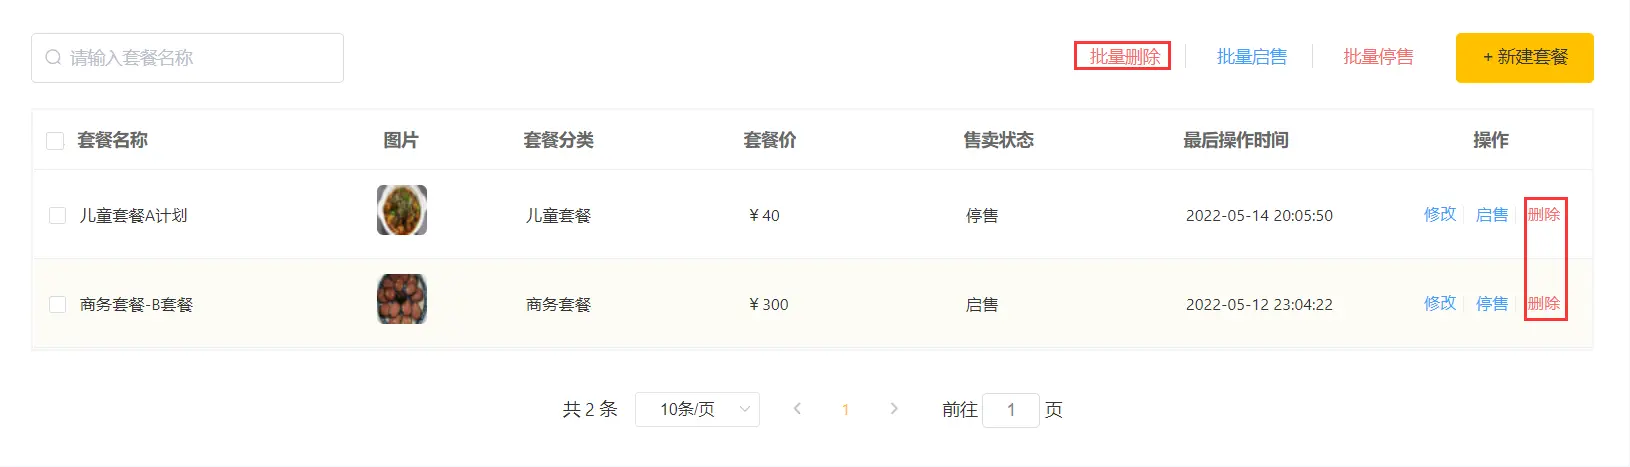 请输入套餐名称 批量删除 批量启售 批量停售 + 新建套餐
套餐名称 图片 套餐分类 套餐价 售卖状态 最后操作时间 操作
儿童套餐A计划 儿童套餐 ￥40 停售 2022-05-14 20:05:50 修改 启售 删除
商务套餐-B套餐 商务套餐 ￥300 启售 2022-05-12 23:04:22 修改 停售 删除
共 2 条 10条/页 1 前往 1 页